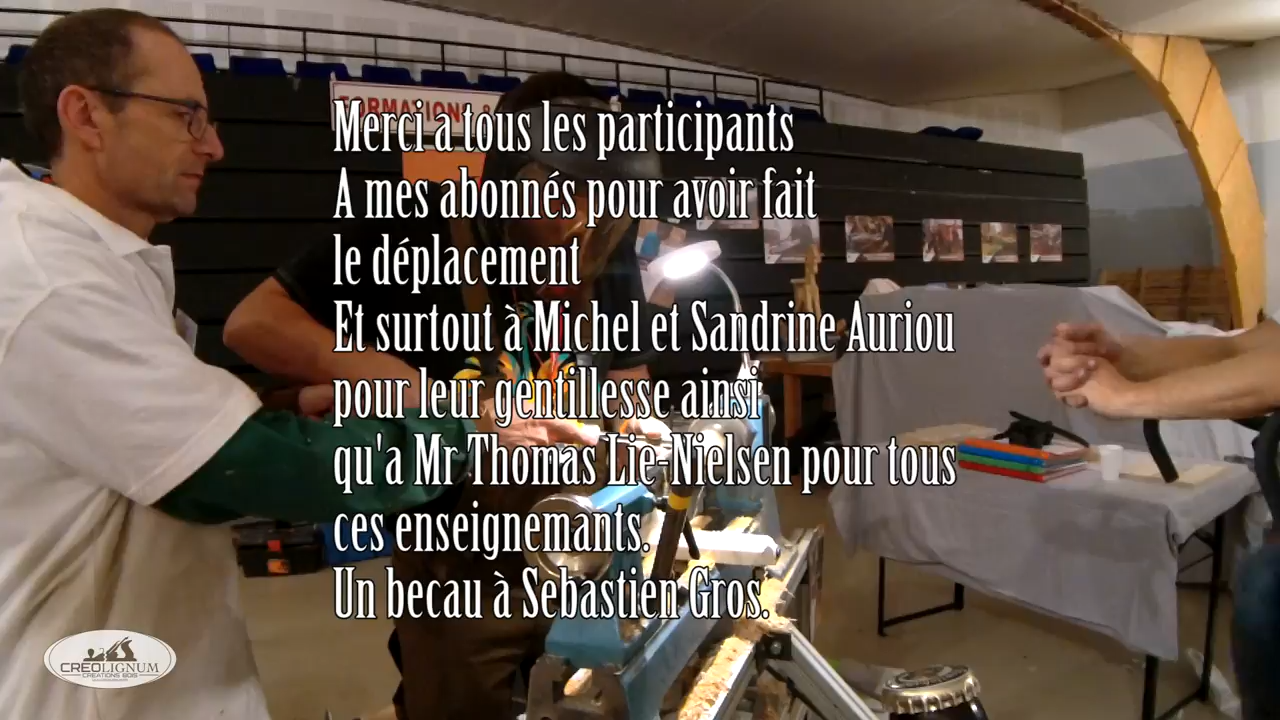 FORMATIONS &
Merci a tous les participants
A mes abonnés pour avoir fait
le déplacement
Et surtout à Michel et Sandrine Auriou
pour leur gentillesse ainsi
qu'a Mr Thomas Lie-Nielsen pour tous
ces enseignemants.
Un becau à Sebastien Gros.
CREOLIGNUM
CREATIONS BOIS